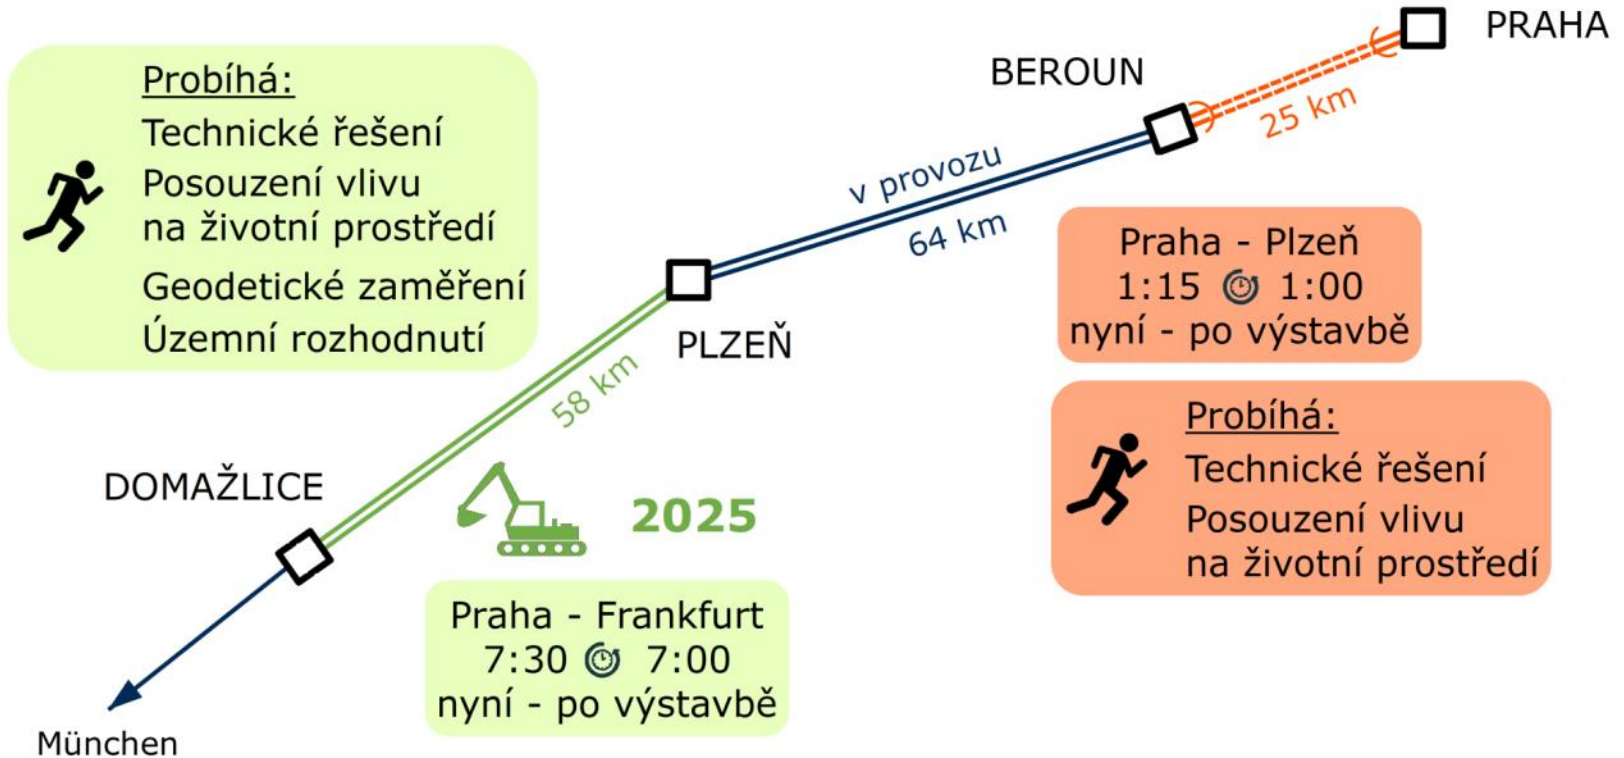 PRAHA
BEROUN
25 km
v provozu
64 km
Probíhá:
Technické řešení
Posouzení vlivu
na životní prostředí
Geodetické zaměření
Územní rozhodnutí
Praha - Plzeň
1:15 1:00
nyní - po výstavbě
PLZEŇ
58 km
Probíhá:
Technické řešení
Posouzení vlivu
na životní prostředí
DOMAŽLICE
2025
Praha - Frankfurt
7:30 7:00
nyní - po výstavbě
München